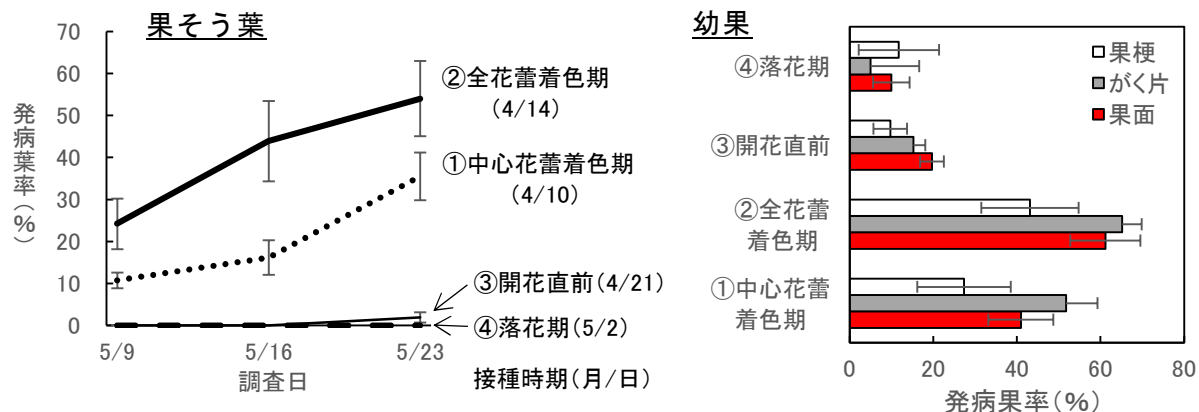 果そう葉
70
60
50
40
30
20
10
0
発病葉率(%)
5/9
5/16
5/23
調査日
②全花蕾着色期
(4/14)
①中心花蕾着色期
(4/10)
③開花直前(4/21)
④落花期(5/2)
接種時期(月/日)
幼果
④落花期
③開花直前
②全花蕾
着色期
①中心花蕾
着色期
果梗
がく片
果面
0
20
40
60
80
発病果率(%)